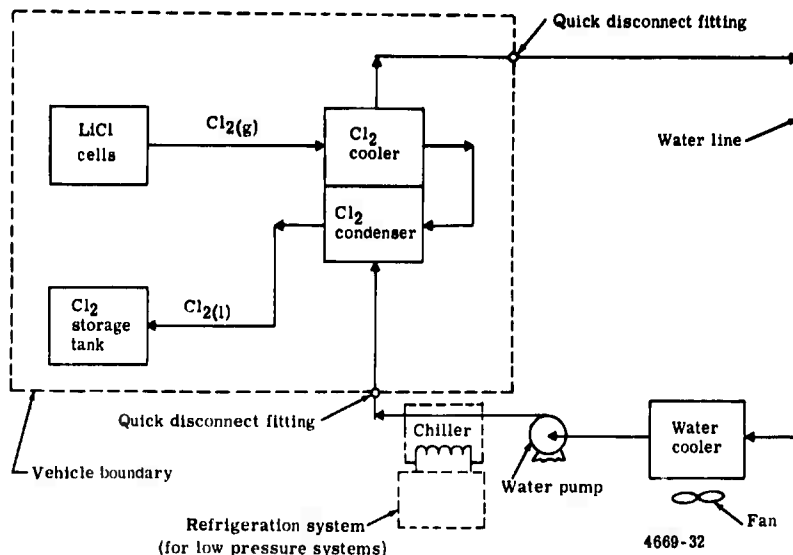 Quick disconnect fitting
LiCl
cells
Cl2(g)
Cl2
cooler
Water line
Cl2
condenser
Cl2
storage
tank
Cl2(l)
Quick disconnect fitting
Chiller
Water
cooler
Vehicle boundary
Water pump
Fan
Refrigeration system
(for low pressure systems)
4669-32